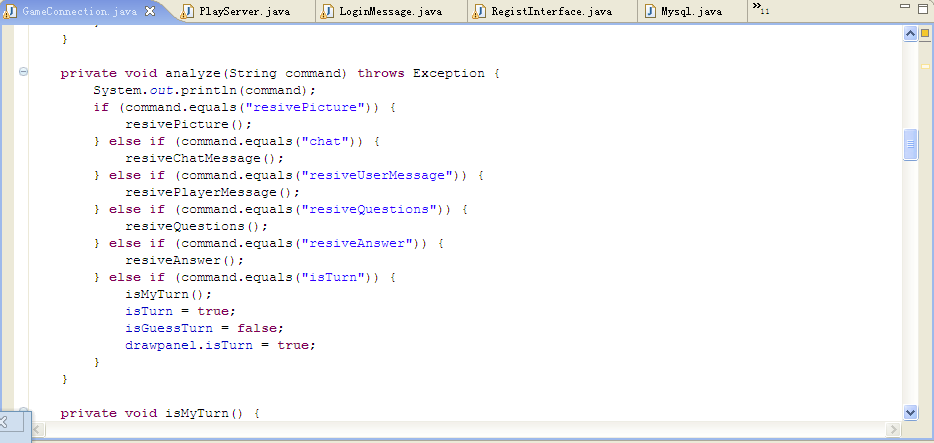 GameConnection.java PlayServer.java LoginMessage.java RegistInterface.java Mysql.java »11
}
private void analyze(String command) throws Exception {
System.out.println(command);
if (command.equals("resivePicture")) {
resivePicture();
} else if (command.equals("chat")) {
resiveChatMessage();
} else if (command.equals("resiveUserMessage")) {
resivePlayerMessage();
} else if (command.equals("resiveQuestions")) {
resiveQuestions();
} else if (command.equals("resiveAnswer")) {
resiveAnswer();
} else if (command.equals("isTurn")) {
isMyTurn();
isTurn = true;
isGuessTurn = false;
drawpanel.isTurn = true;
}
}
private void isMyTurn() {